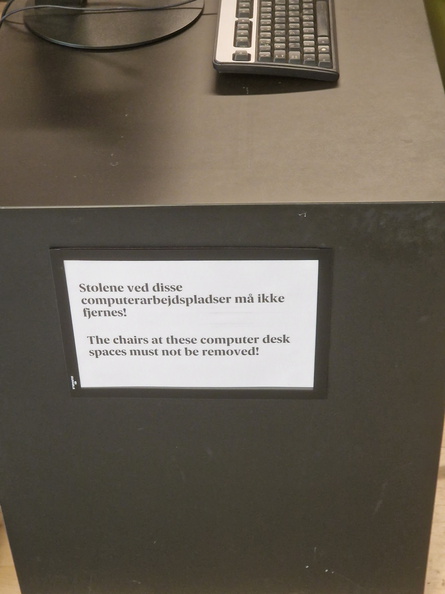 Stolene ved disse
computerarbejdspladser må ikke
fjernes!
The chairs at these computer desk
spaces must not be removed!